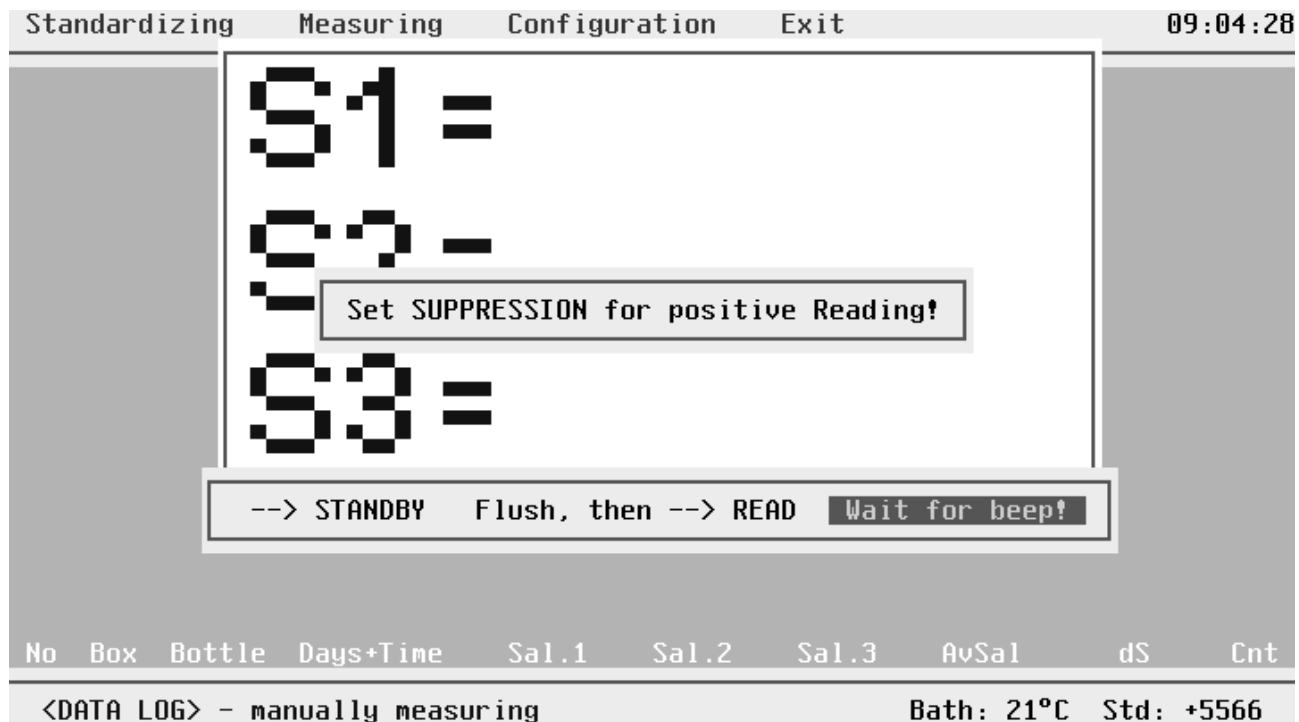 Standardizing Measuring Configuration Exit 09:04:28
S1=
S2=
Set SUPPRESSION for positive Reading!
S3=
--> STANDBY Flush, then --> READ Wait for beep!
No Box Bottle Days+Time Sal.1 Sal.2 Sal.3 AvSal dS Cnt
<DATA LOG> - manually measuring Bath: 21°C Std: +5566